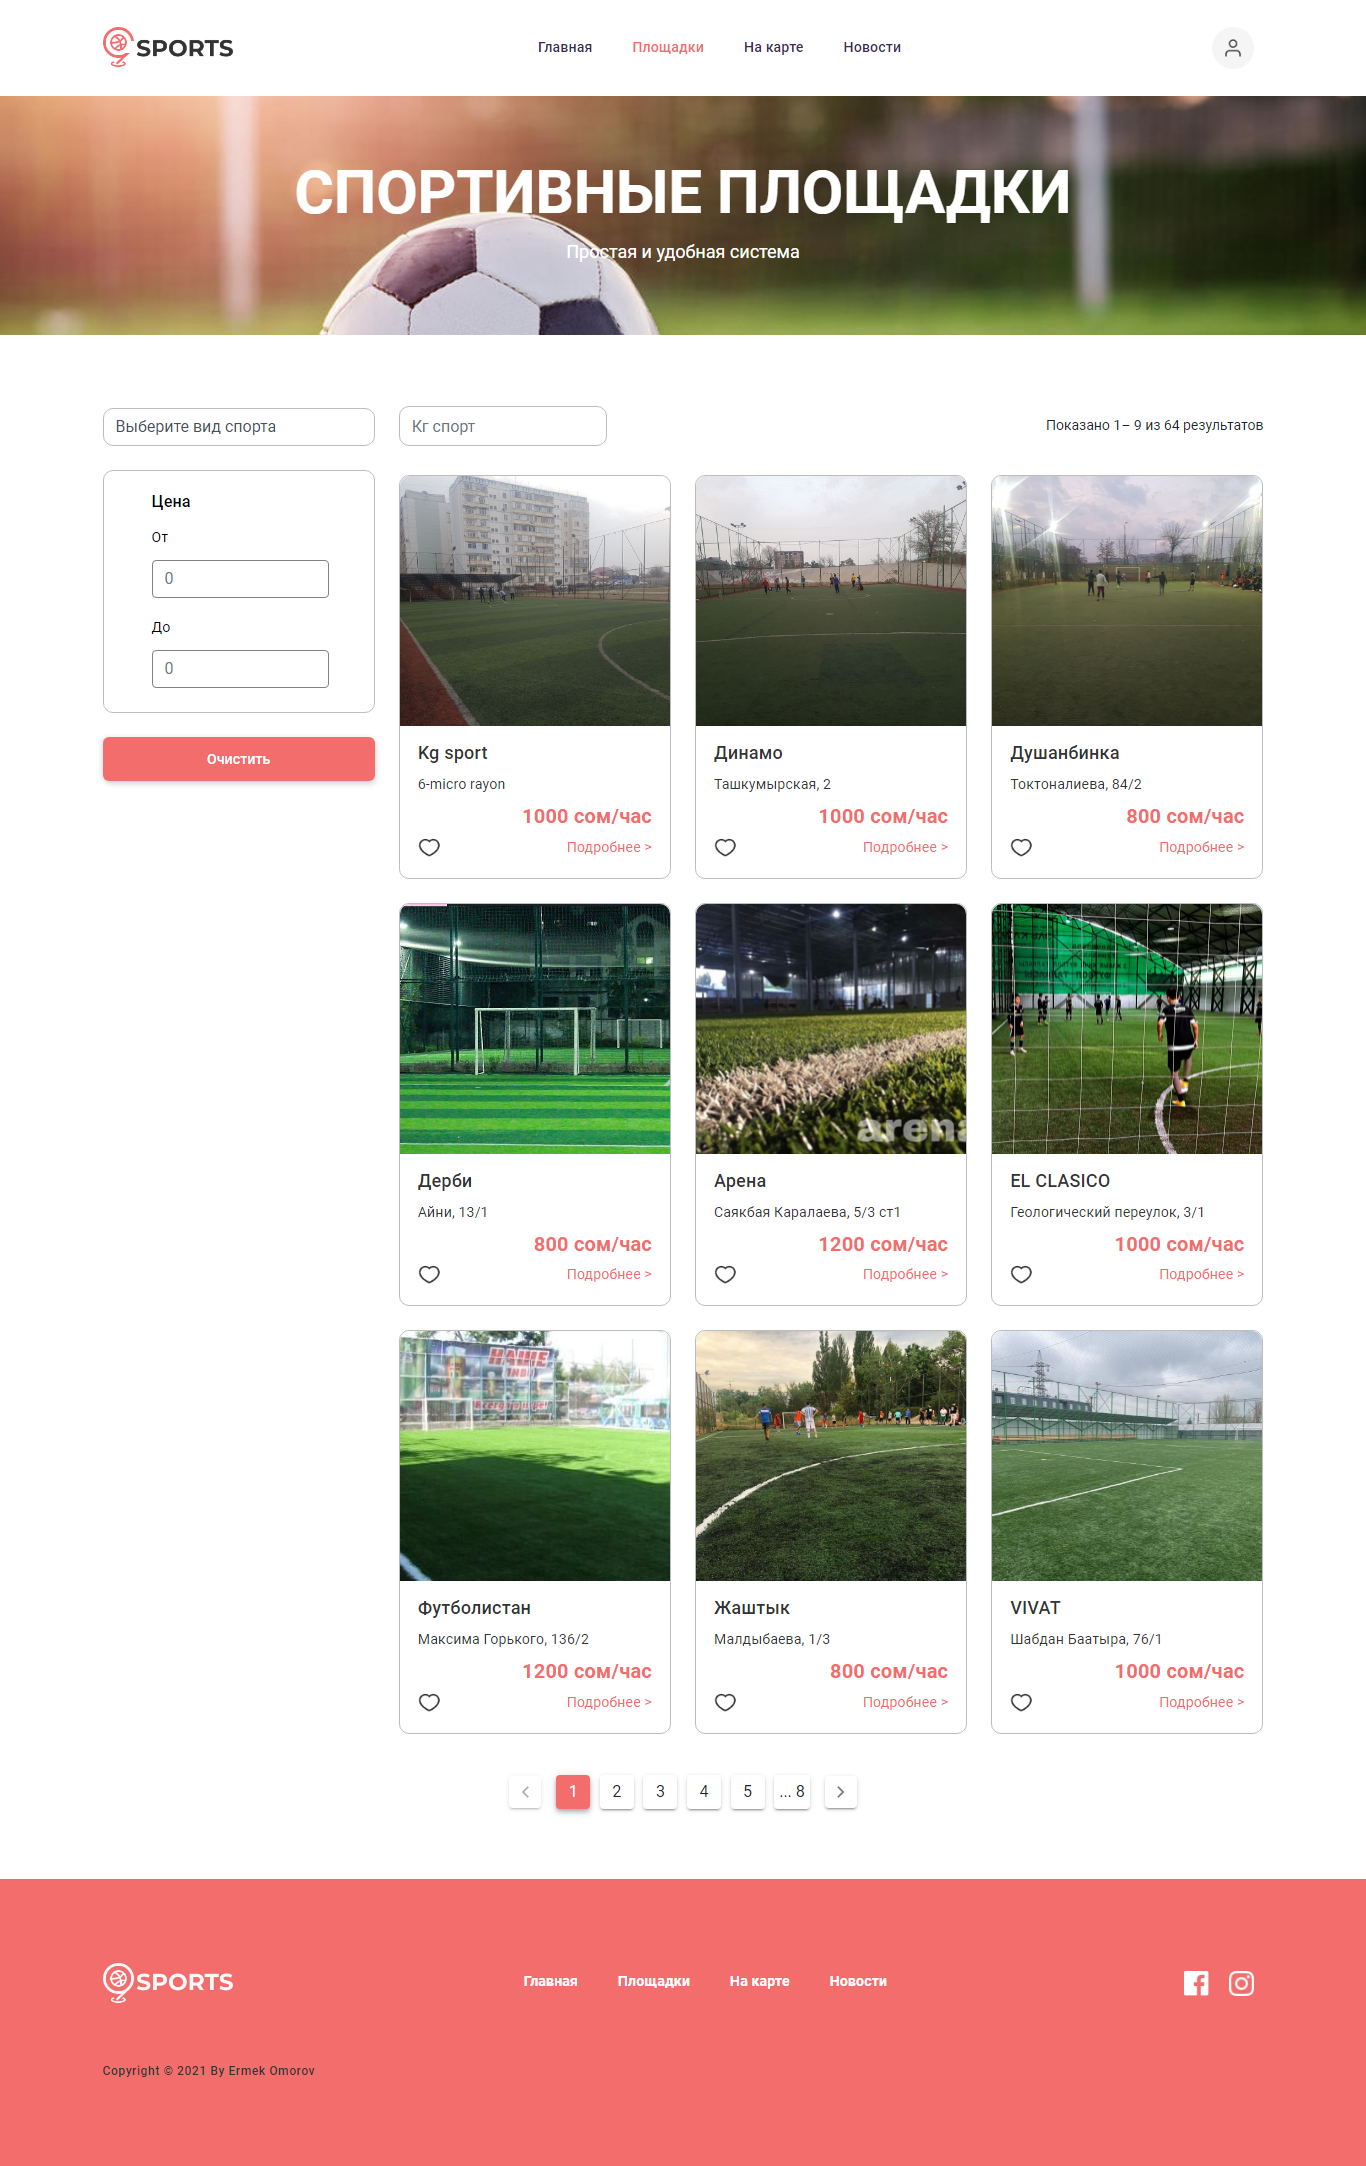 SPORTS
Главная Площадки На карте Новости
СПОРТИВНЫЕ ПЛОЩАДКИ
Простая и удобная система
Выберите вид спорта
Кг спорт
Показано 1– 9 из 64 результатов
Цена
От
0
До
0
Очистить
Kg sport
6-micro rayon
1000 сом/час
Подробнее >
Динамо
Ташкумырская, 2
1000 сом/час
Подробнее >
Душанбинка
Токтоналиева, 84/2
800 сом/час
Подробнее >
arena
Дерби
Айни, 13/1
800 сом/час
Подробнее >
Арена
Саякбая Каралаева, 5/3 ст1
1200 сом/час
Подробнее >
EL CLASICO
Геологический переулок, 3/1
1000 сом/час
Подробнее >
НАШЕ
Футболистан
Максима Горького, 136/2
1200 сом/час
Подробнее >
Жаштык
Малдыбаева, 1/3
800 сом/час
Подробнее >
VIVAT
Шабдан Баатыра, 76/1
1000 сом/час
Подробнее >
1 2 3 4 5 ... 8
SPORTS
Главная Площадки На карте Новости
Copyright © 2021 By Ermek Omorov